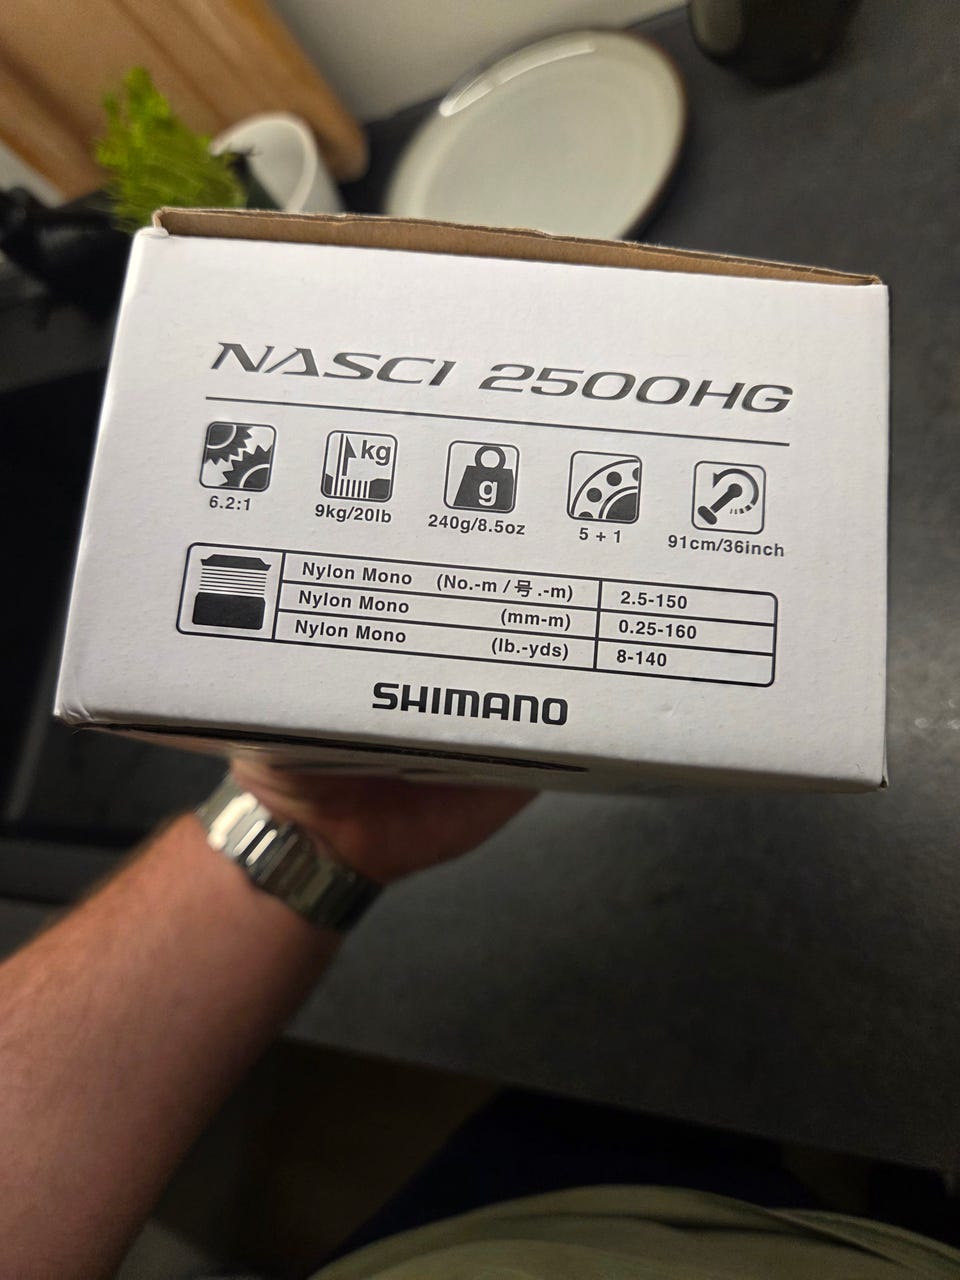 NASCI 2500HG
kg
g
6.2:1 9kg/20lb 240g/8.5oz 5 + 1 91cm/36inch
Nylon Mono (No.-m / 号.-m) 2.5-150
Nylon Mono (mm-m) 0.25-160
Nylon Mono (lb.-yds) 8-140
SHIMANO